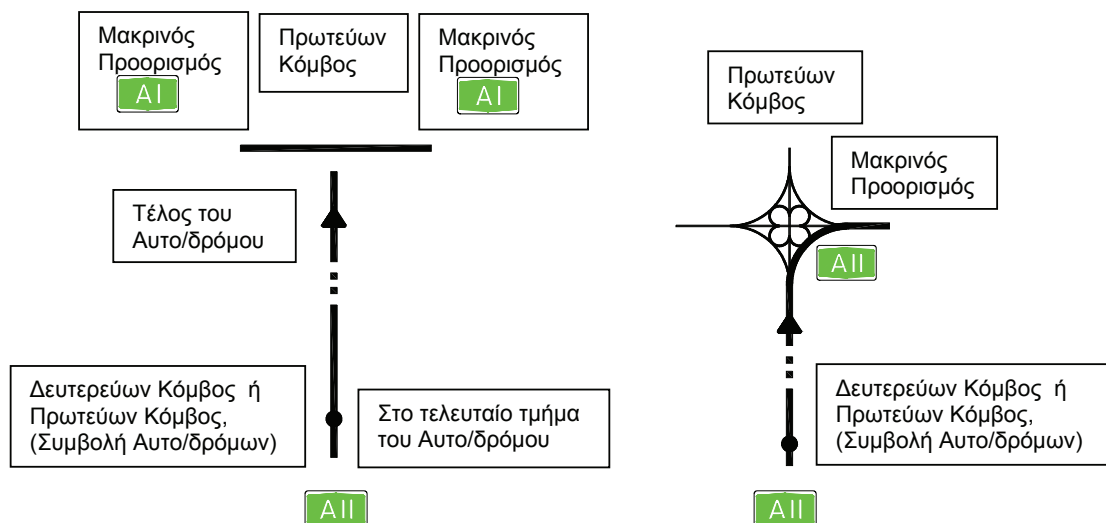 Μακρινός
Προορισμός
ΑΙ
Πρωτεύων
Κόμβος
Μακρινός
Προορισμός
ΑΙ
Τέλος του
Αυτο/δρόμου
Δευτερεύων Κόμβος ή
Πρωτεύων Κόμβος,
(Συμβολή Αυτο/δρόμων)
Στο τελευταίο τμήμα
του Αυτο/δρόμου
ΑΙΙ
Πρωτεύων
Κόμβος
Μακρινός
Προορισμός
ΑΙΙ
Δευτερεύων Κόμβος ή
Πρωτεύων Κόμβος,
(Συμβολή Αυτο/δρόμων)
ΑΙΙ